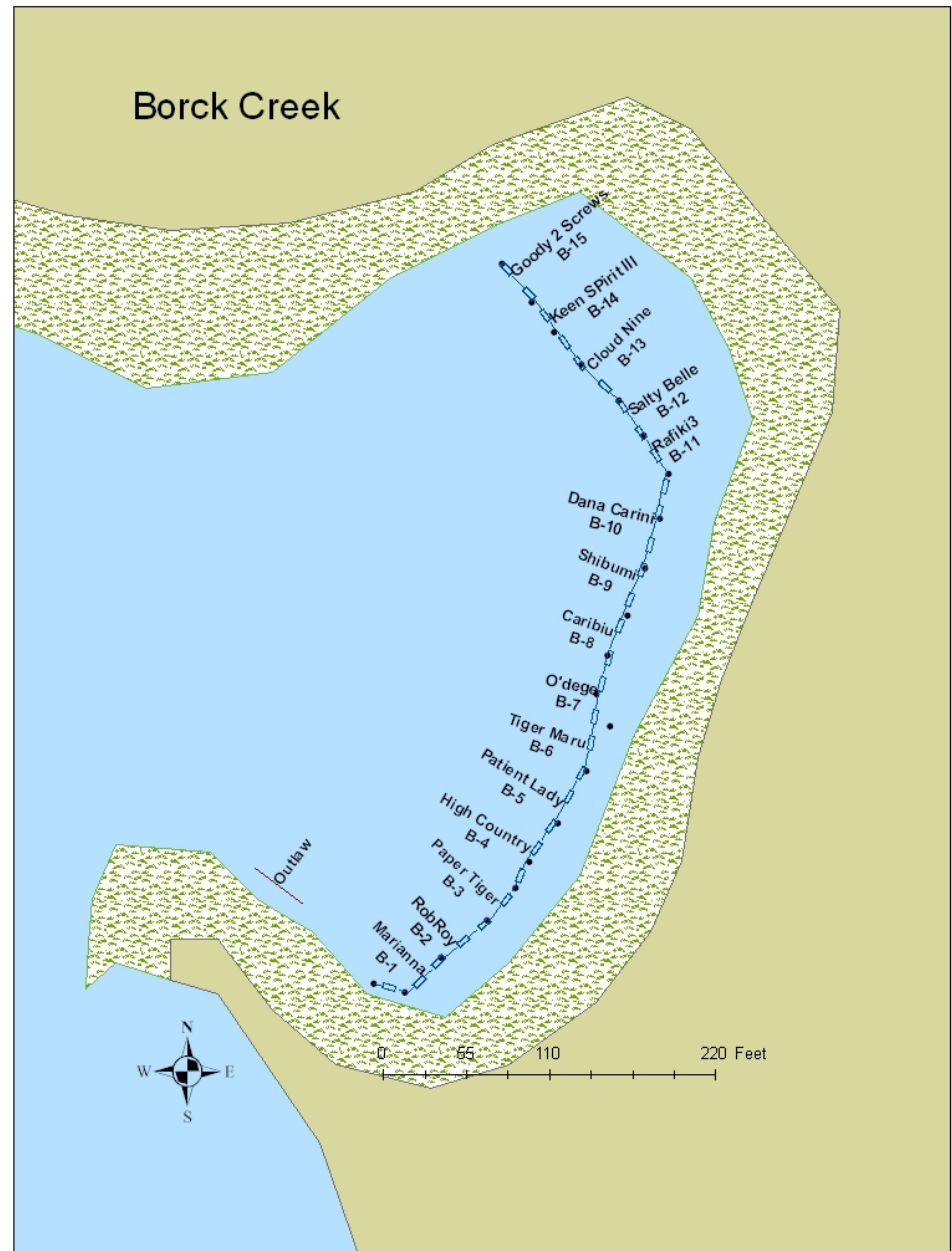 Borck Creek
Goody 2 Screws
B-15
Keen SPirit III
B-14
Cloud Nine
B-13
Salty Belle
B-12
Rafiki3
B-11
Dana Carini
B-10
Shibumi
B-9
Caribiu
B-8
O'dege
B-7
Tiger Maru
B-6
Patient Lady
B-5
High Country
B-4
Paper Tiger
B-3
RobRoy
B-2
Marianna
B-1
Outlaw
N
W E
S
0 55 110 220 Feet